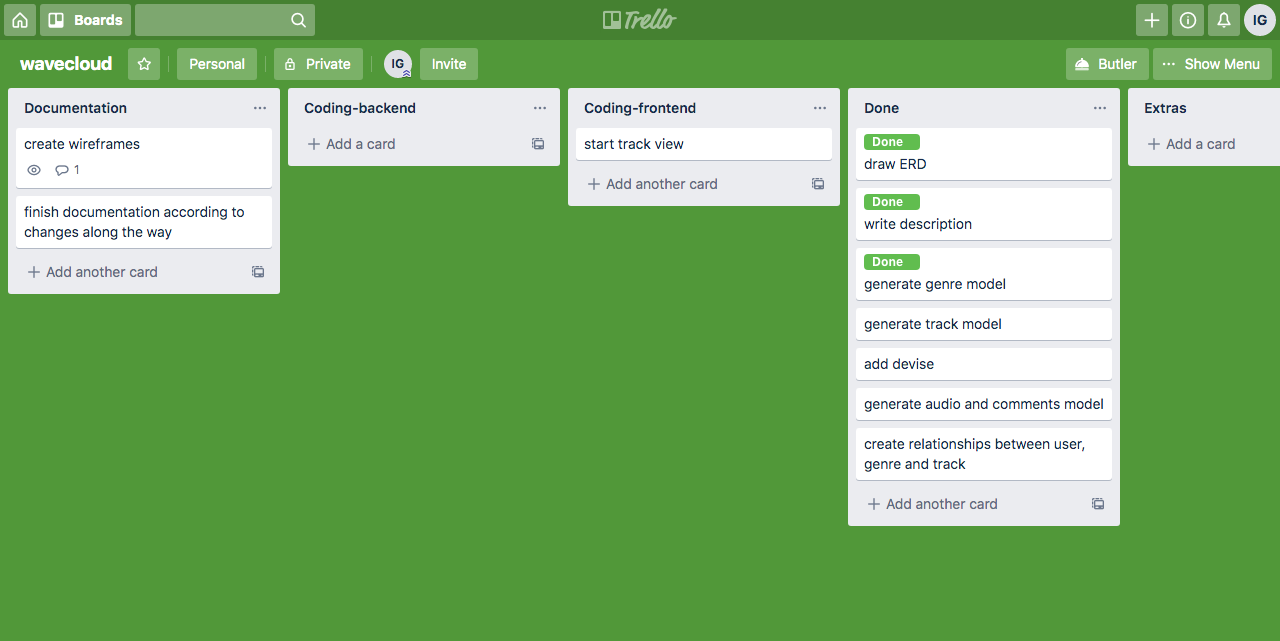 Boards
Trello
IG
wavecloud
Personal
Private
IG
Invite
Butler
Show Menu
Documentation
create wireframes
1
finish documentation according to
changes along the way
Add another card
Coding-backend
Add a card
Coding-frontend
start track view
Add another card
Done
Done
draw ERD
Done
write description
Done
generate genre model
generate track model
add devise
generate audio and comments model
create relationships between user,
genre and track
Add another card
Extras
Add a card